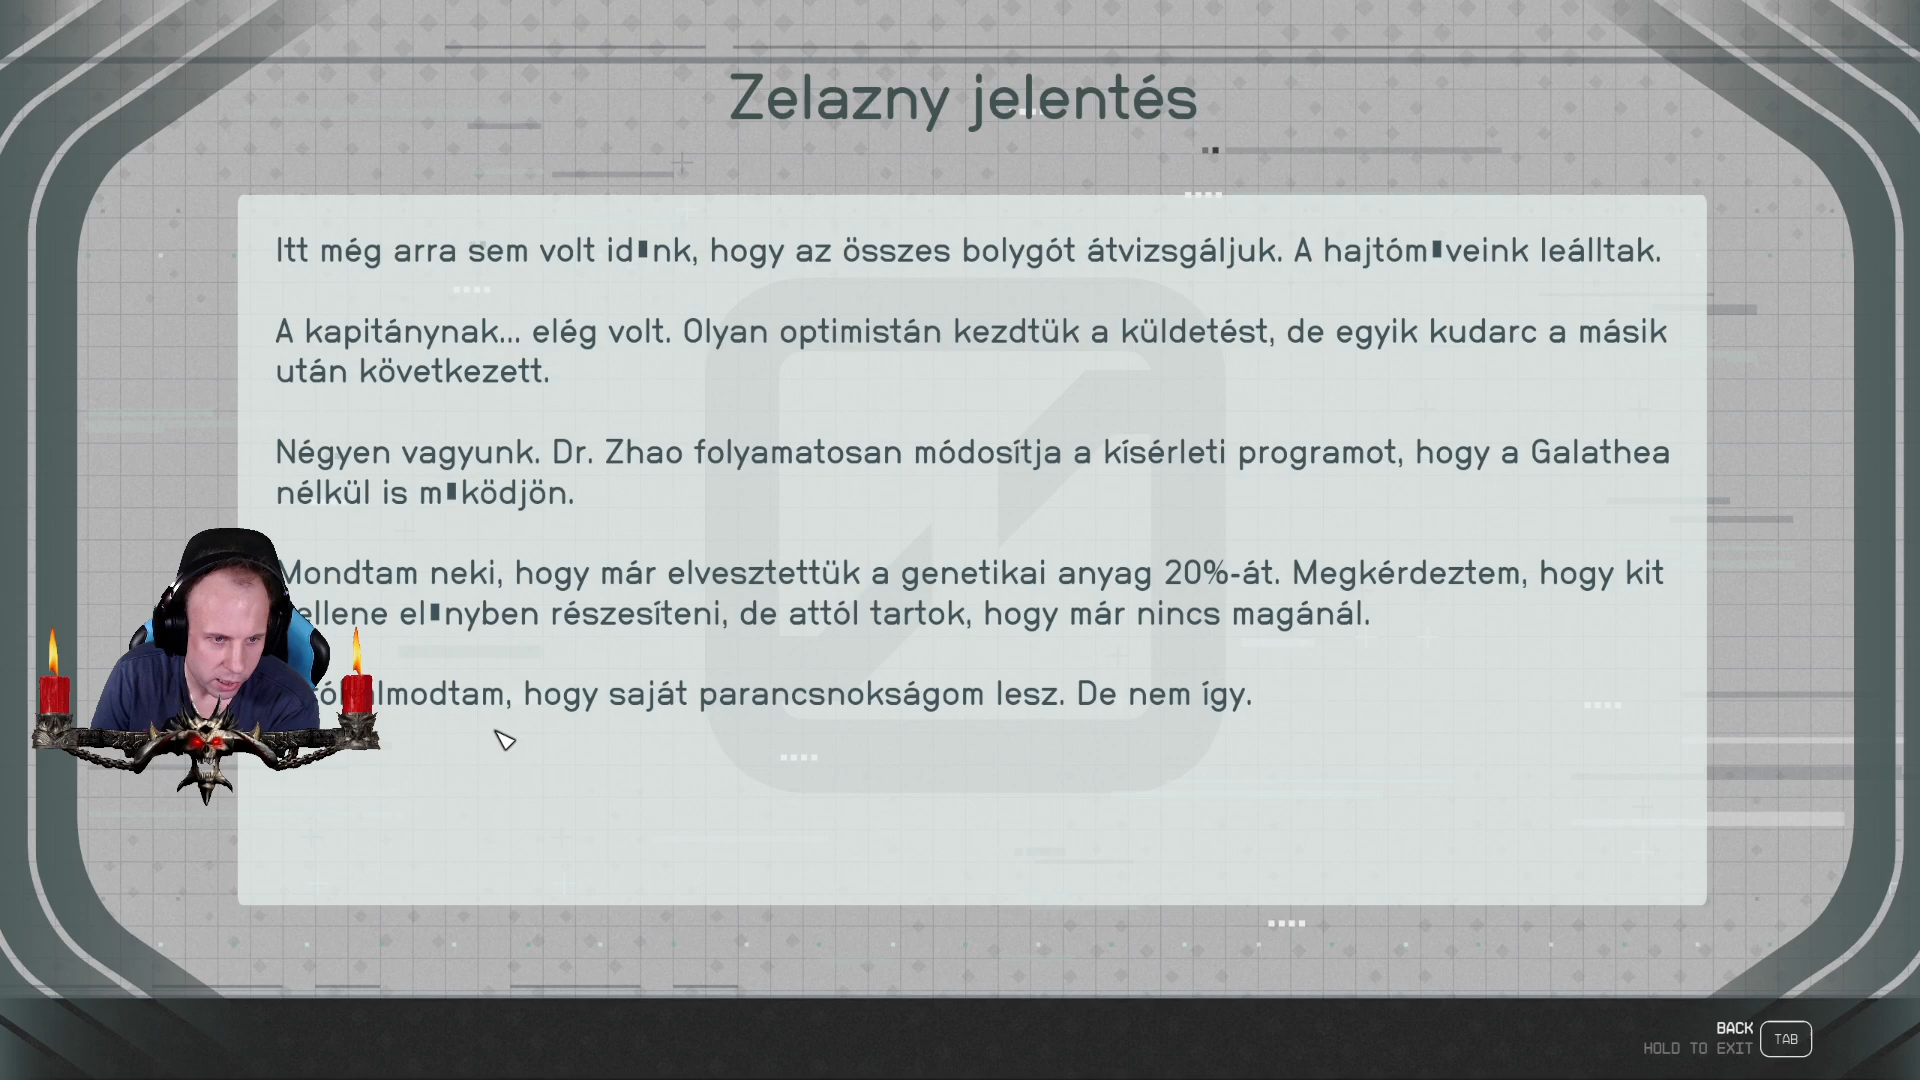 Zelazny jelentés
Itt még arra sem volt id▮nk, hogy az összes bolygót átvizsgáljuk. A hajtóm▮veink leálltak.
A kapitánynak... elég volt. Olyan optimistán kezdtük a küldetést, de egyik kudarc a másik
után következett.
Négyen vagyunk. Dr. Zhao folyamatosan módosítja a kísérleti programot, hogy a Galathea
nélkül is m▮ködjön.
Mondtam neki, hogy már elvesztettük a genetikai anyag 20%-át. Megkérdeztem, hogy kit
el▮nyben részesíteni, de attól tartok, hogy már nincs magánál.
hogy saját parancsnokságom lesz. De nem így.
BACK
HOLD TO EXIT TAB